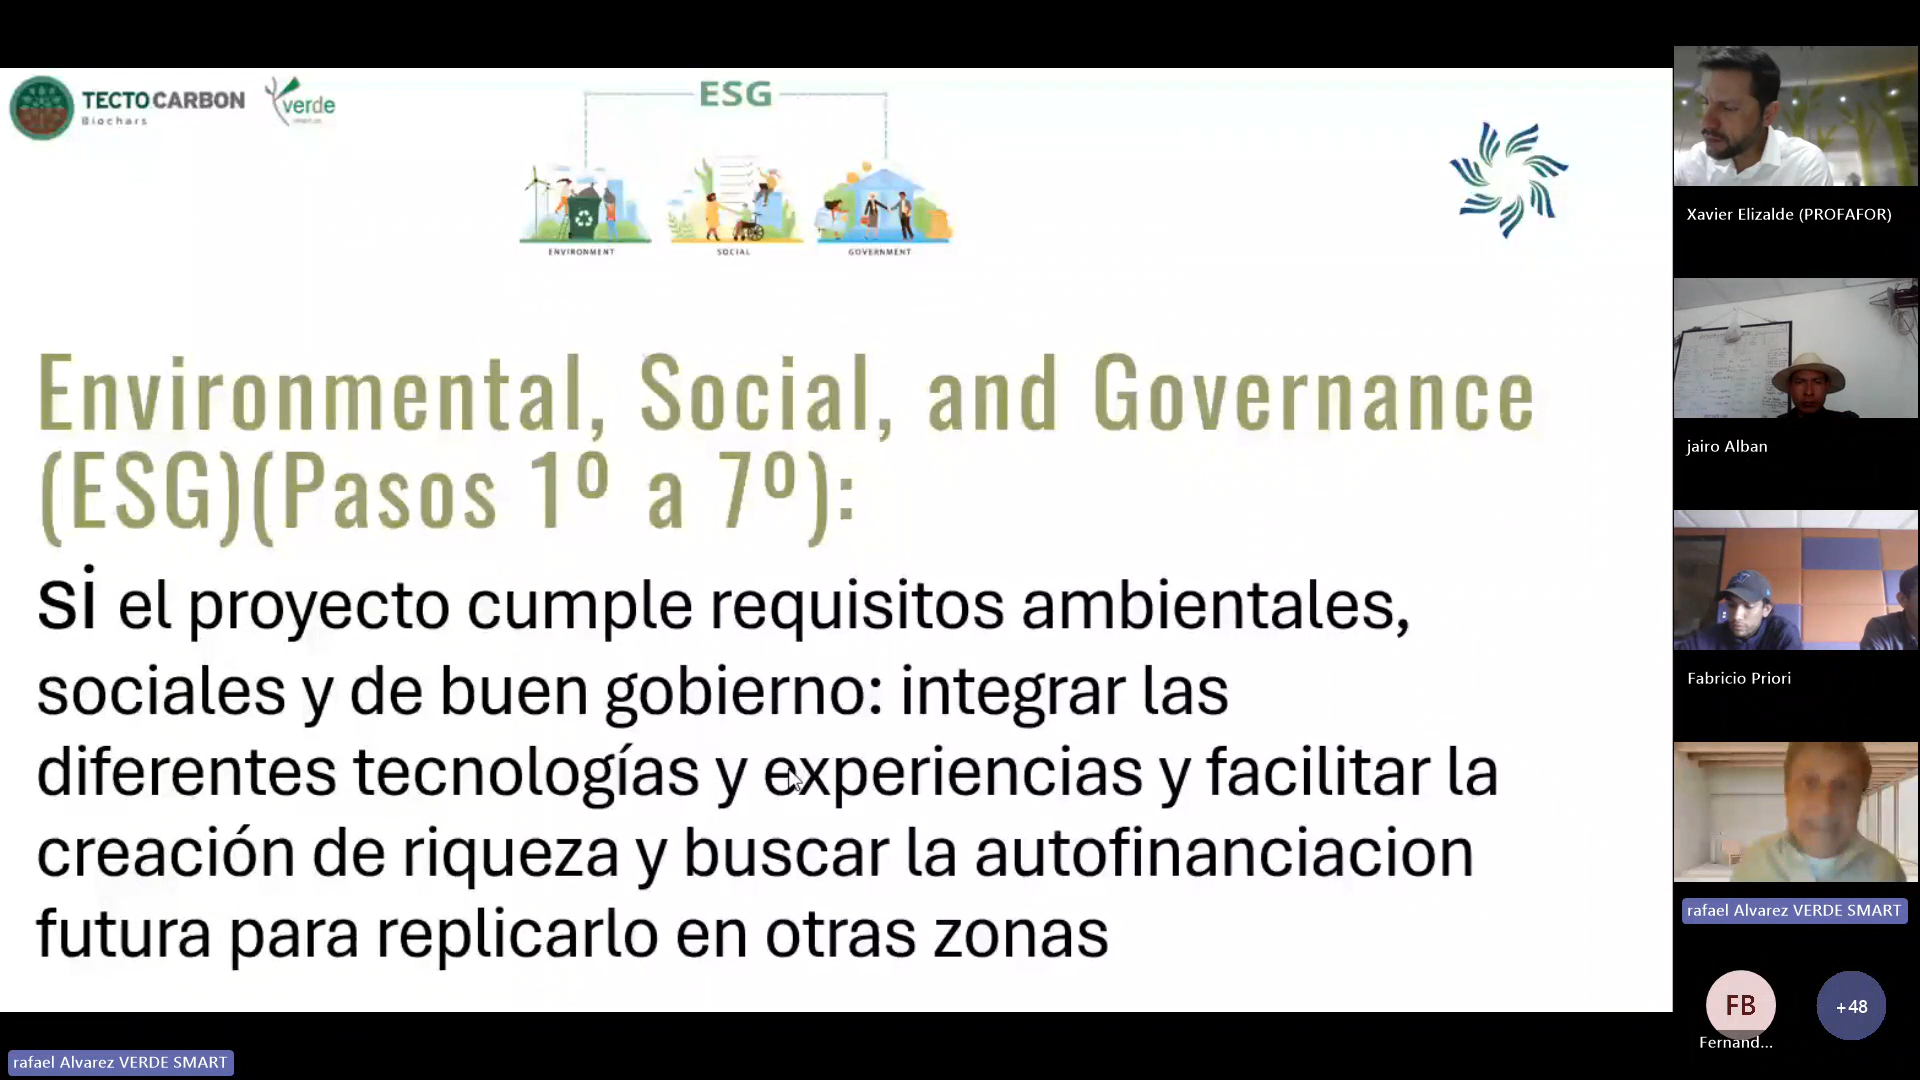 TECTOCARBON
Biochars
verde
ESG
ENVIRONMENT
SOCIAL
GOVERNMENT
Environmental, Social, and Governance
(ESG)(Pasos 1º a 7º):
si el proyecto cumple requisitos ambientales,
sociales y de buen gobierno: integrar las
diferentes tecnologías y experiencias y facilitar la
creación de riqueza y buscar la autofinanciacion
futura para replicarlo en otras zonas
Xavier Elizalde (PROFAFOR)
jairo Alban
Fabricio Priori
rafael Alvarez VERDE SMART
FB
+48
Fernand...
rafael Alvarez VERDE SMART